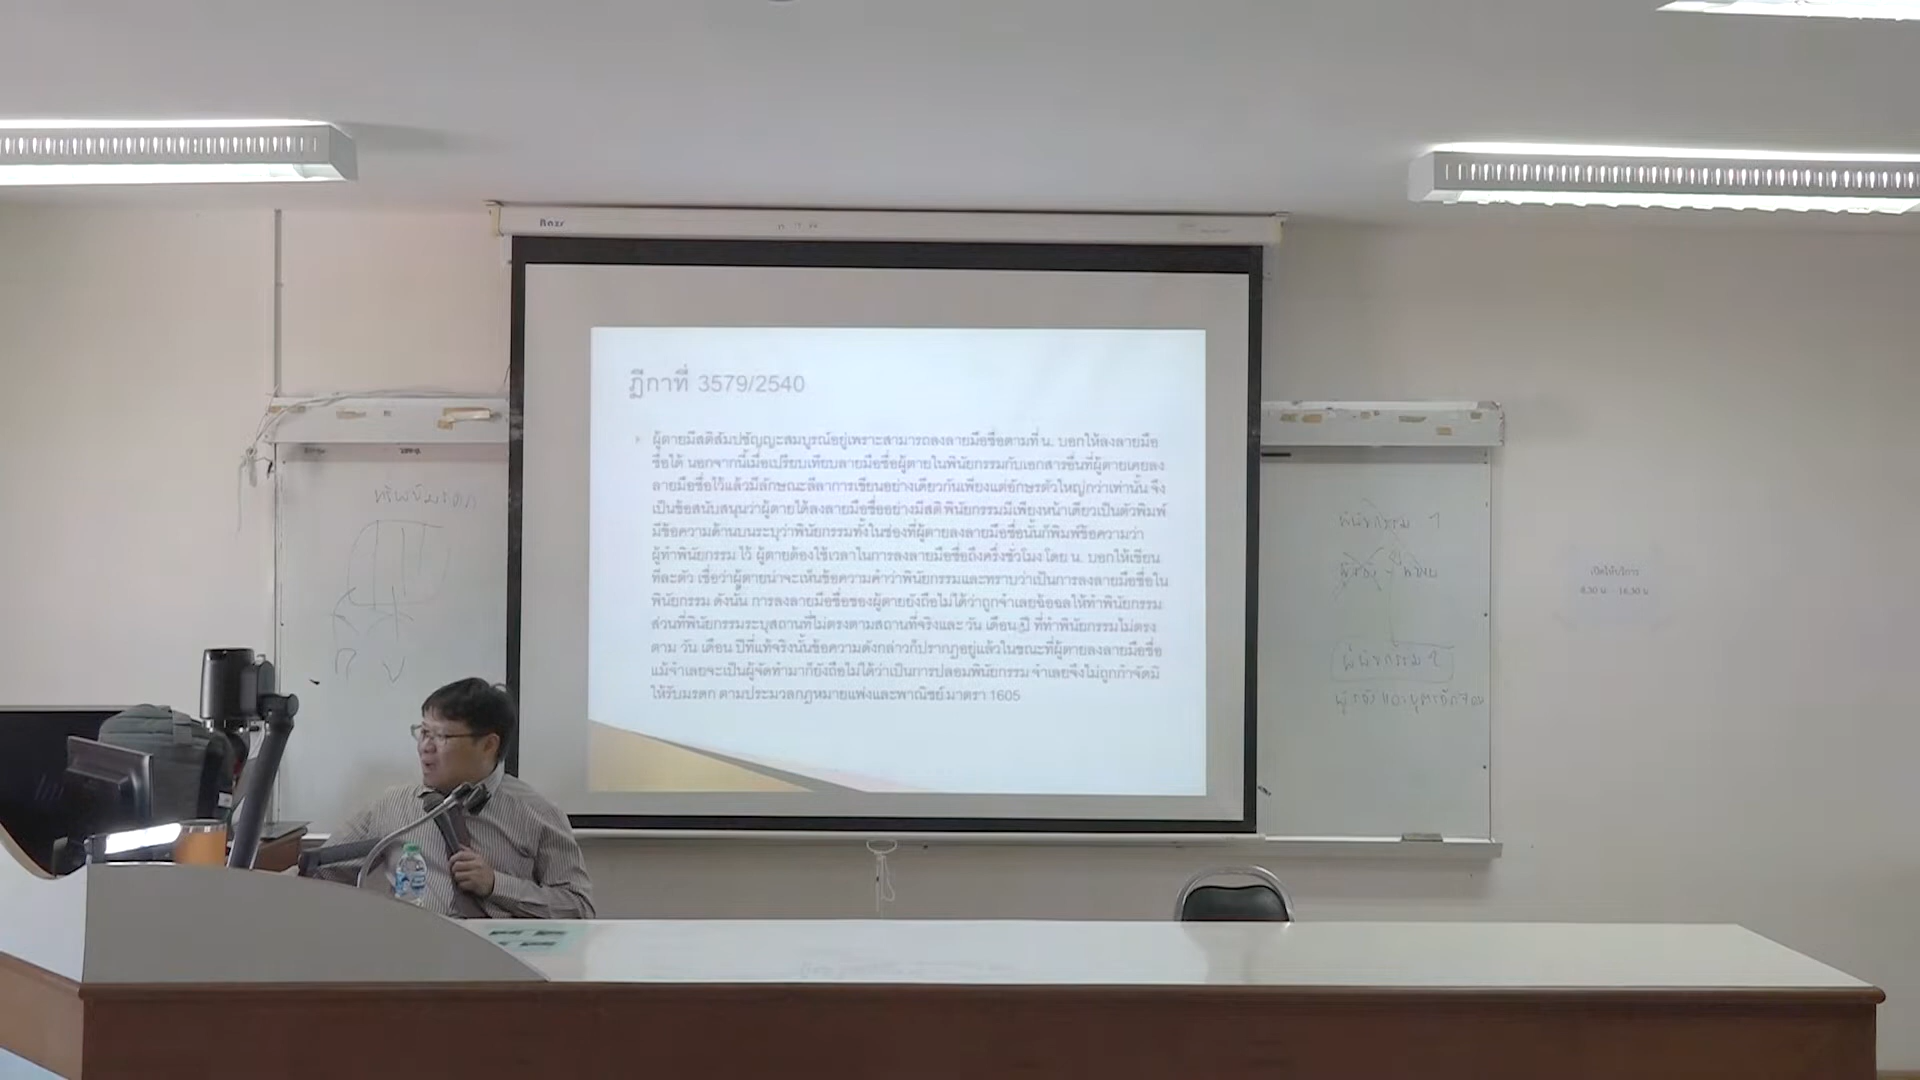 ฎีกาที่ 3579/2540
ผู้ตายมีสติสัมปชัญญะสมบูรณ์อยู่เพราะสามารถลงลายมือชื่อตามที่ น. บอกให้ลงลายมือ
ชื่อได้ นอกจากนี้เมื่อเปรียบเทียบลายมือชื่อผู้ตายในพินัยกรรมกับเอกสารอื่นที่ผู้ตายเคยลง
ลายมือชื่อไว้แล้วมีลักษณะลีลาการเขียนอย่างเดียวกันเพียงแต่อักษรตัวใหญ่กว่าเท่านั้น จึง
เป็นข้อสนับสนุนว่าผู้ตายได้ลงลายมือชื่ออย่างมีสติ พินัยกรรมมีเพียงหน้าเดียวเป็นตัวพิมพ์
มีข้อความด้านบนระบุว่าพินัยกรรมทั้งในช่องที่ผู้ตายลงลายมือชื่อนั้นก็พิมพ์ข้อความว่า
ผู้ทำพินัยกรรม ไว้ ผู้ตายต้องใช้เวลาในการลงลายมือชื่อถึงครึ่งชั่วโมง โดย น. บอกให้เขียน
ทีละตัว เชื่อว่าผู้ตายน่าจะเห็นข้อความคำว่าพินัยกรรมและทราบว่าเป็นการลงลายมือชื่อใน
พินัยกรรม ดังนั้น การลงลายมือชื่อของผู้ตายยังถือไม่ได้ว่าถูกจำเลยฉ้อฉลให้ทำพินัยกรรม
ส่วนที่พินัยกรรมระบุสถานที่ไม่ตรงตามสถานที่จริงและ วัน เดือน ปี ที่ทำพินัยกรรมไม่ตรง
ตาม วัน เดือน ปีที่แท้จริงนั้นข้อความดังกล่าวก็ปรากฏอยู่แล้วในขณะที่ผู้ตายลงลายมือชื่อ
แม้จำเลยจะเป็นผู้จัดทำมาก็ยังถือไม่ได้ว่าเป็นการปลอมพินัยกรรม จำเลยจึงไม่ถูกกำจัดมิ
ให้รับมรดก ตามประมวลกฎหมายแพ่งและพาณิชย์ มาตรา 1605
ทรัพย์มรดก
พินัยกรรม 1
เปิดให้บริการ
8.30 น. - 16.30 น.